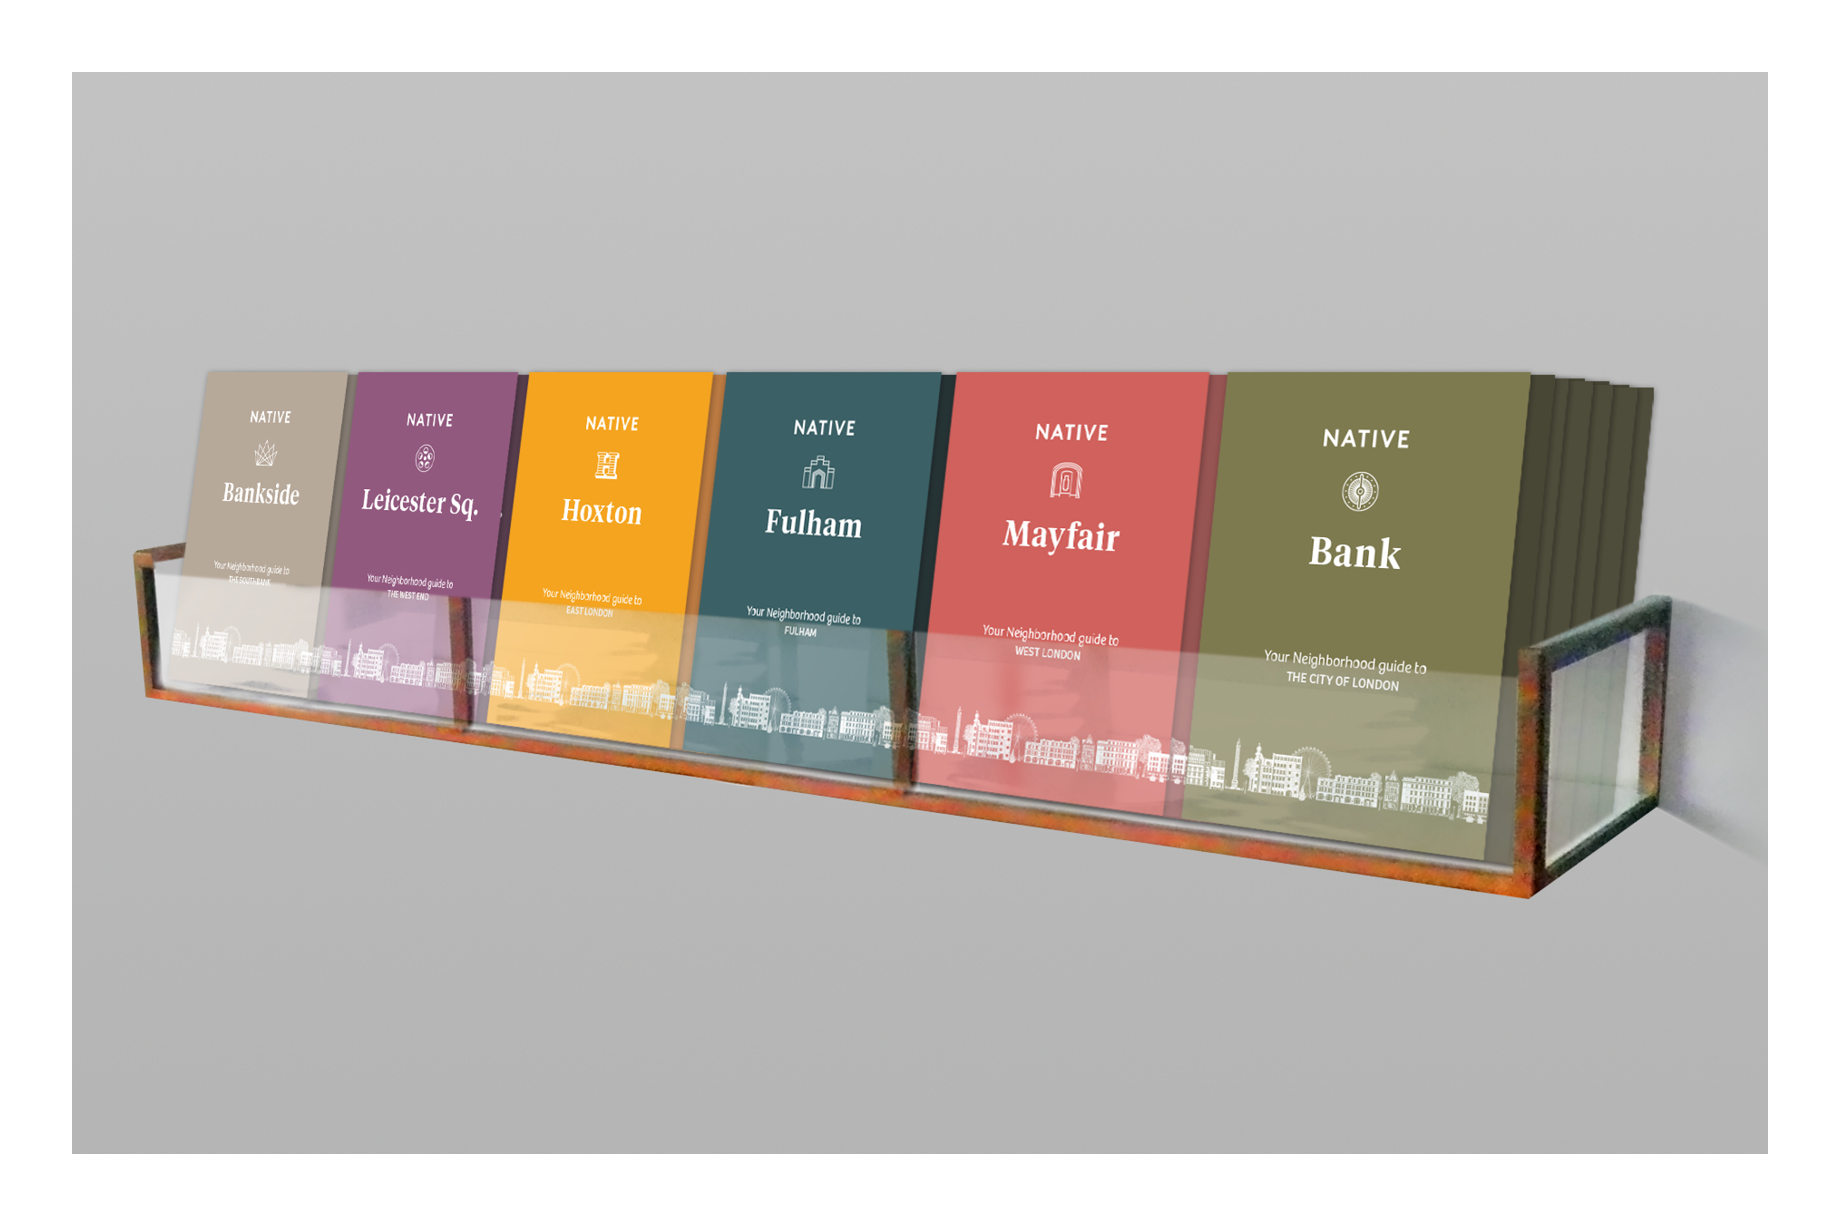 NATIVE
Bankside
Your Neighborhood guide to
THE SOUTHBANK
NATIVE
Leicester Sq.
Your Neighborhood guide to
THE WEST END
NATIVE
H
Hoxton
Your Neighborhood guide to
EAST LONDON
NATIVE
Fulham
Your Neighborhood guide to
FULHAM
NATIVE
Mayfair
Your Neighborhood guide to
WEST LONDON
NATIVE
Bank
Your Neighborhood guide to
THE CITY OF LONDON